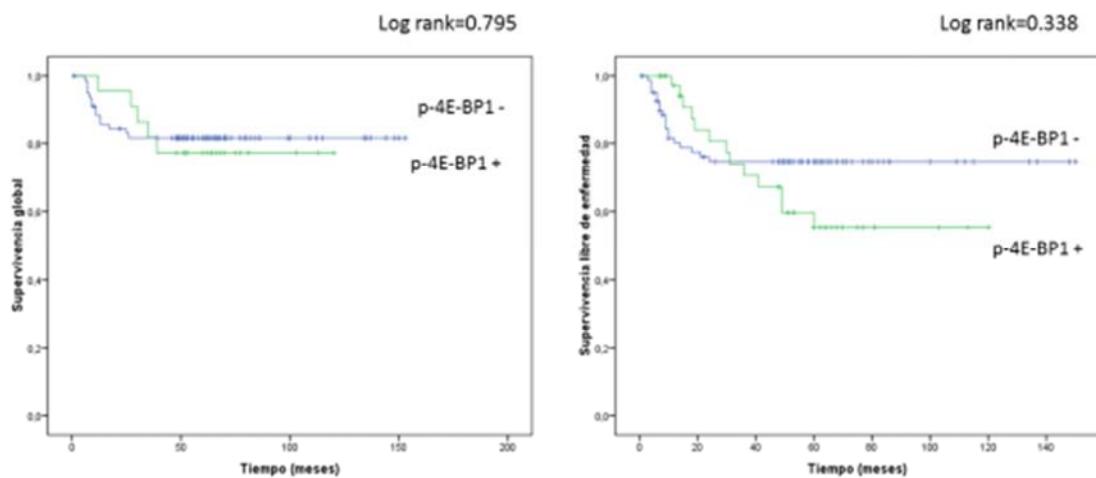 Log rank=0.795
Supervivencia global
1,0
0,8
0,6
0,4
0,2
0,0
p-4E-BP1 -
p-4E-BP1 +
0
50
100
150
200
Tiempo (meses)
Log rank=0.338
Supervivencia libre de enfermedad
1,0
0,8
0,6
0,4
0,2
0,0
p-4E-BP1 -
p-4E-BP1 +
0
20
40
60
80
100
120
140
Tiempo (meses)